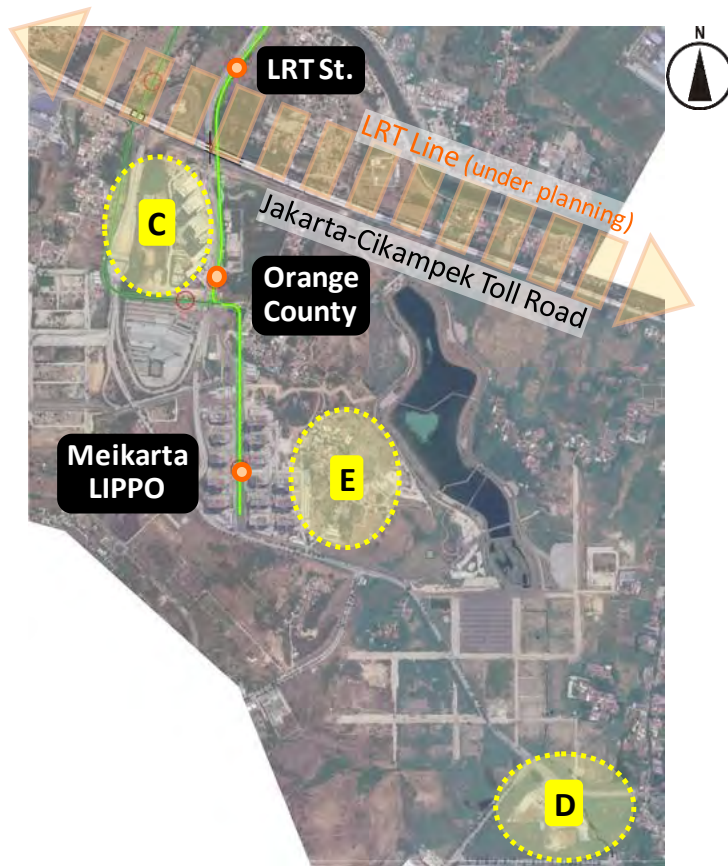 N
LRT St.
LRT Line (under planning)
Jakarta-Cikampek Toll Road
C
Orange
County
Meikarta
LIPPO
E
D